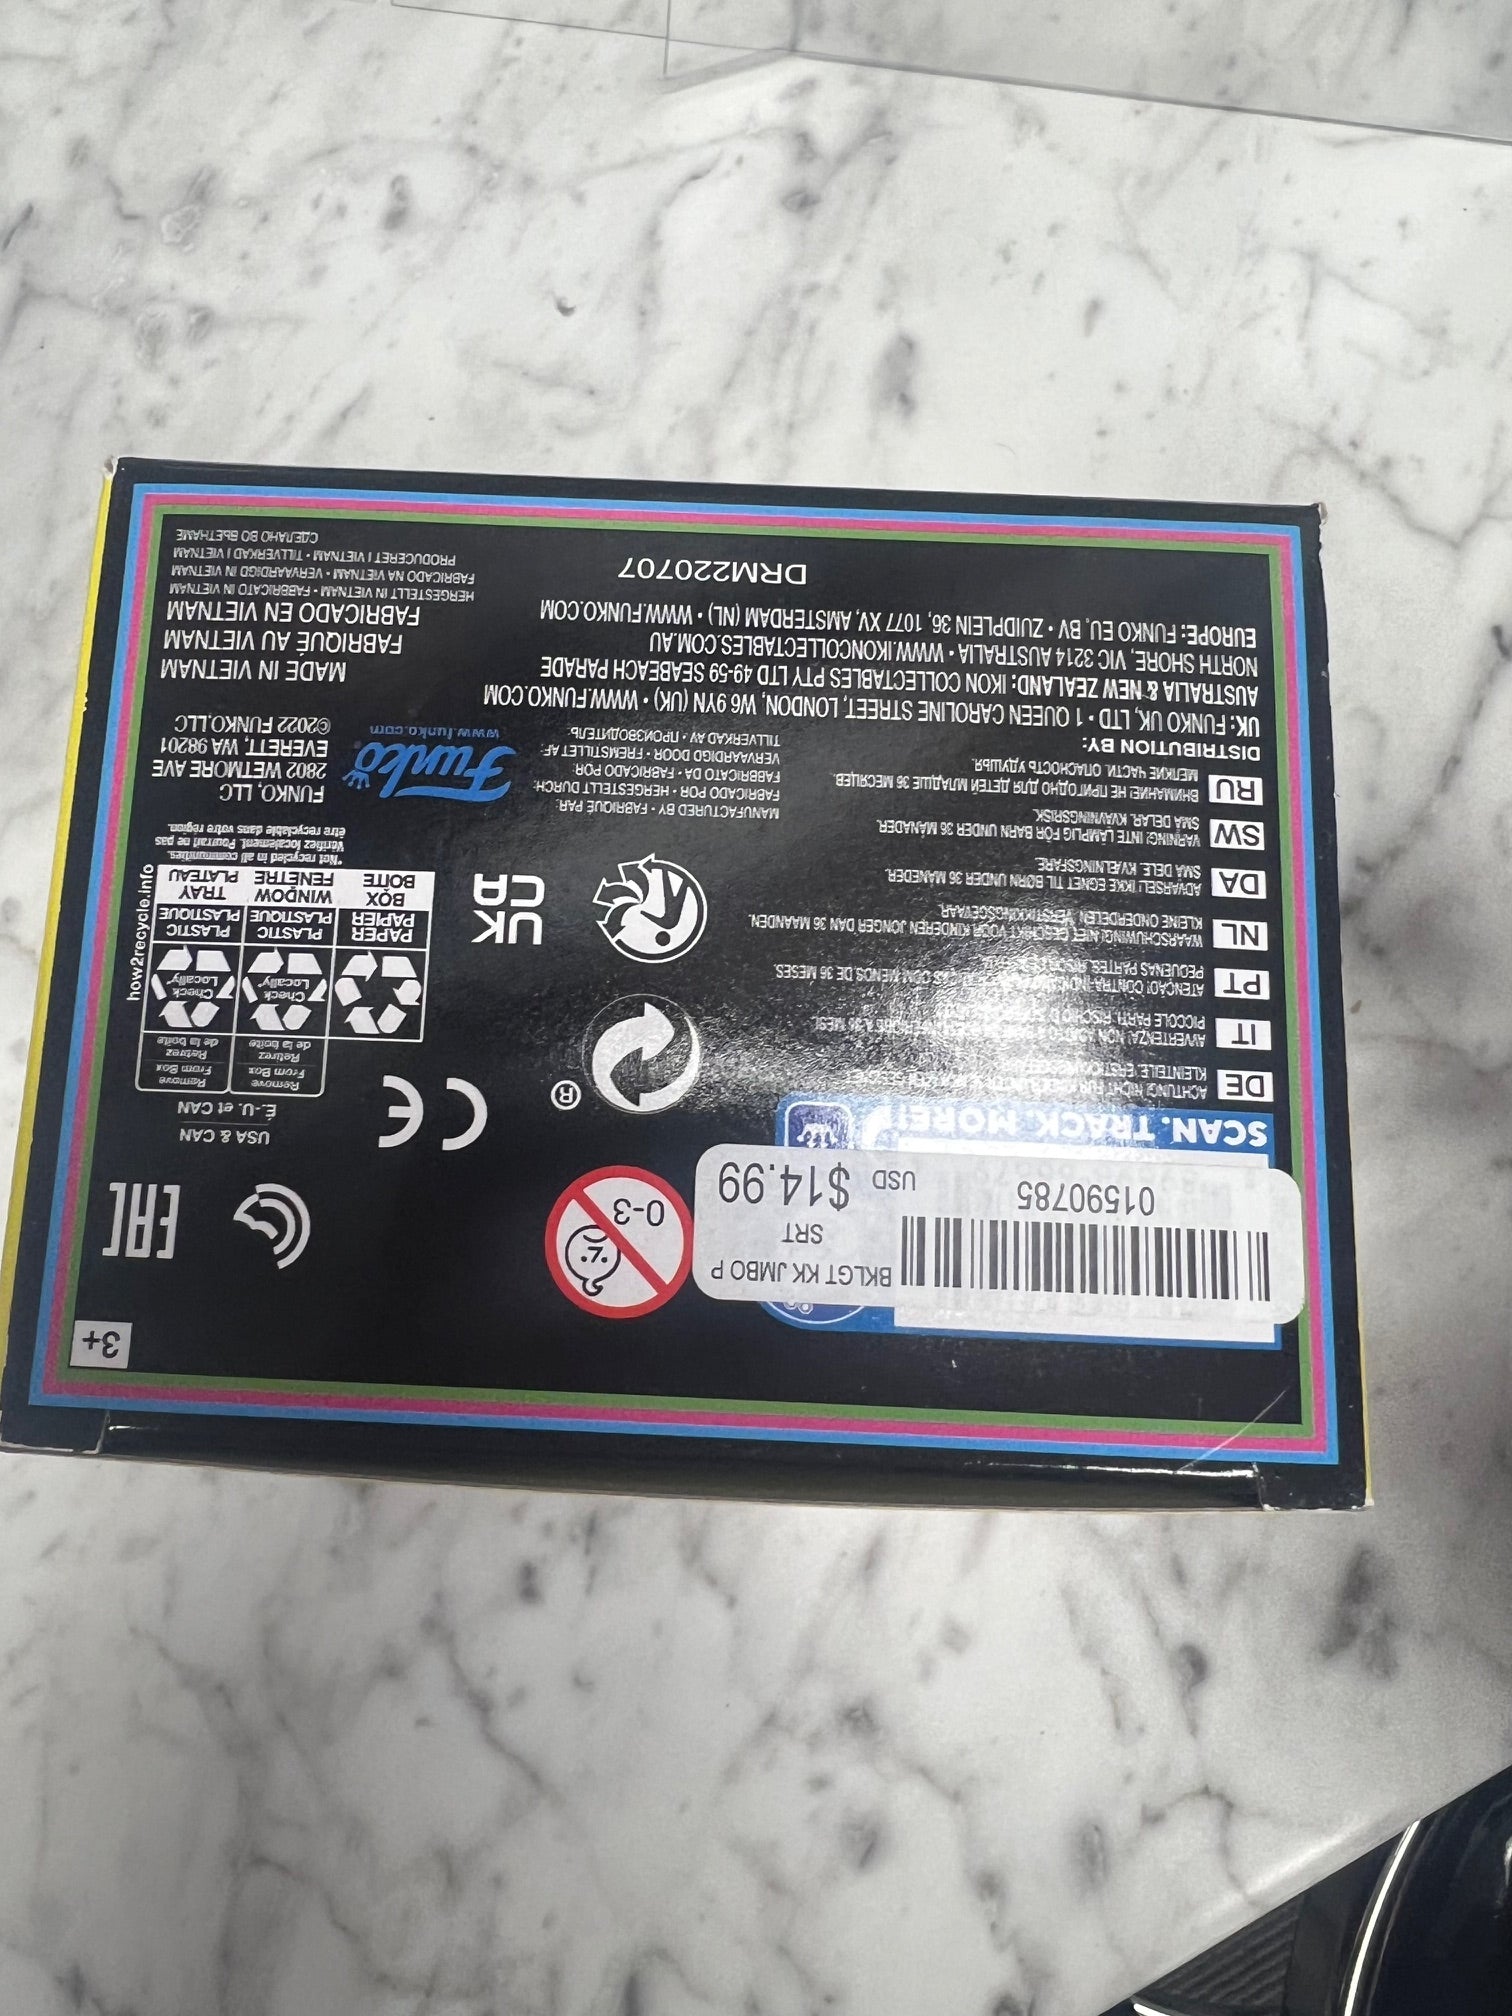 3+
BKLGT KK JMBO P
SRT
01590785
USD $14.99
0-3
EAC
SCAN. TRACK. MORE!
USA & CAN
É.-U. et CAN
Remove
From Box
Retirez
de la boîte
Remove
From Box
Retirez
de la boîte
Check
Locally*
Check
Locally*
PAPER
PAPIER
BOX
BOÎTE
PLASTIC
PLASTIQUE
WINDOW
FENÊTRE
PLASTIC
PLASTIQUE
TRAY
PLATEAU
how2recycle.info
*Not recycled in all communities.
Vérifiez localement. Pourrait ne pas
être recyclable dans votre région.
CE
®
UK
CA
DE
IT
PT
NL WAARSCHUWING! NIET GESCHIKT VOOR KINDEREN JONGER DAN 36 MAANDEN.
KLEINE ONDERDELEN. VERSTIKKINGSGEVAAR.
DA ADVARSEL! IKKE EGNET TIL BØRN UNDER 36 MÅNEDER.
SMÅ DELE. KVÆLNINGSFARE.
SW VARNING! INTE LÄMPLIG FÖR BARN UNDER 36 MÅNADER.
SMÅ DELAR. KVÄVNINGSRISK.
RU ВНИМАНИЕ! НЕ ПРИГОДНО ДЛЯ ДЕТЕЙ МЛАДШЕ 36 МЕСЯЦЕВ.
МЕЛКИЕ ЧАСТИ. ОПАСНОСТЬ УДУШЬЯ.
MANUFACTURED BY • FABRIQUÉ PAR:
FABRICADO POR • HERGESTELLT DURCH:
FABBRICATO DA • FABRICADO POR:
VERVAARDIGD DOOR • FREMSTILLET AF:
TILLVERKAD AV • ПРОИЗВОДИТЕЛЬ:
Funko®
www.funko.com
FUNKO, LLC
2802 WETMORE AVE
EVERETT, WA 98201
©2022 FUNKO,LLC
DISTRIBUTION BY:
UK: FUNKO UK, LTD • 1 QUEEN CAROLINE STREET, LONDON, W6 9YN (UK) • WWW.FUNKO.COM
AUSTRALIA & NEW ZEALAND: IKON COLLECTABLES PTY LTD 49-59 SEABEACH PARADE
NORTH SHORE, VIC 3214 AUSTRALIA • WWW.IKONCOLLECTABLES.COM.AU
EUROPE: FUNKO EU, BV • ZUIDPLEIN 36, 1077 XV, AMSTERDAM (NL) • WWW.FUNKO.COM
DRM220707
MADE IN VIETNAM
FABRIQUÉ AU VIETNAM
FABRICADO EN VIETNAM
HERGESTELLT IN VIETNAM • FABBRICATO IN VIETNAM
FABRICADO NA VIETNAM • VERVAARDIGD IN VIETNAM
PRODUCERET I VIETNAM • TILLVERKAD I VIETNAM
СДЕЛАНО ВО ВЬЕТНАМЕ